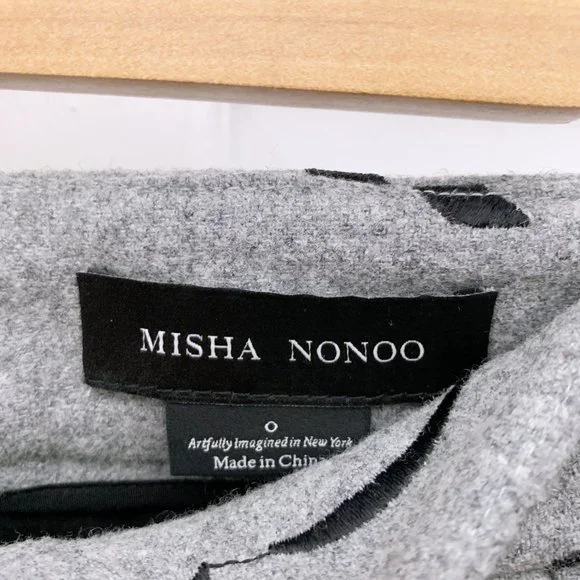 MISHA NONOO
0
Artfully Imagined in New York
Made in China